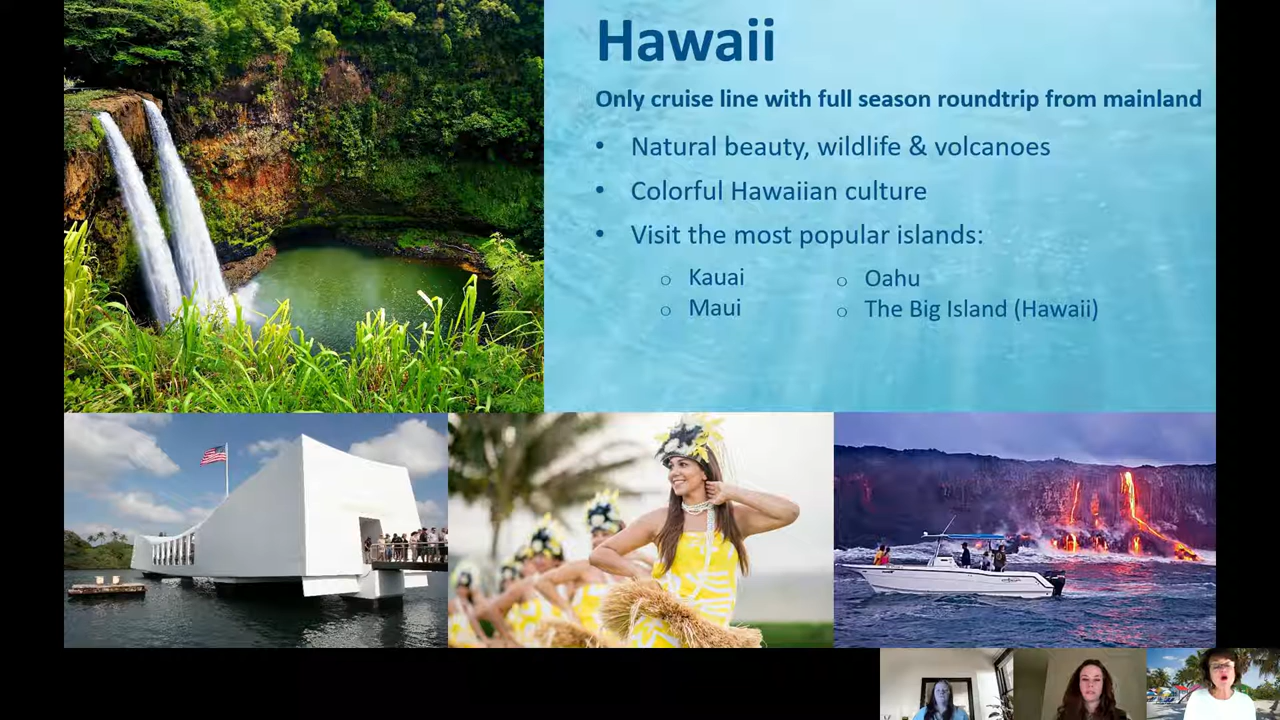 Hawaii
Only cruise line with full season roundtrip from mainland
• Natural beauty, wildlife & volcanoes
• Colorful Hawaiian culture
• Visit the most popular islands:
o Kauai
o Maui
o Oahu
o The Big Island (Hawaii)